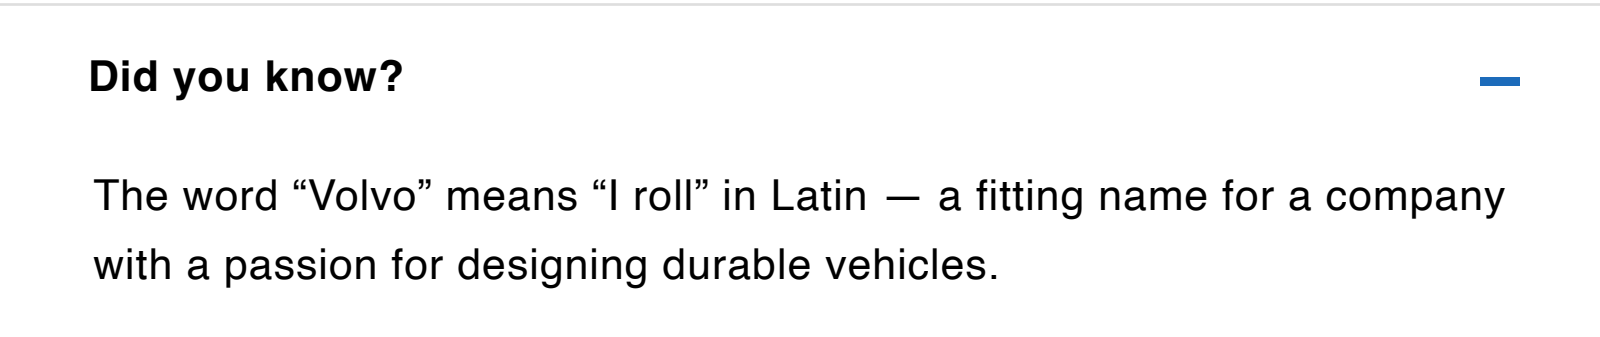 Did you know?
The word “Volvo” means “I roll” in Latin — a fitting name for a company
with a passion for designing durable vehicles.